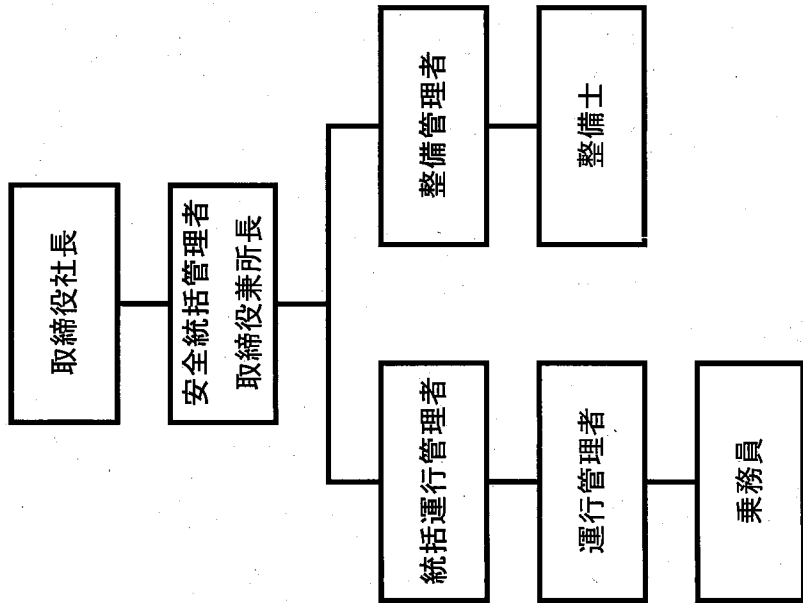 取締役社長
安全統括管理者
取締役兼所長
統括運行管理者
運行管理者
乗務員
整備管理者
整備士